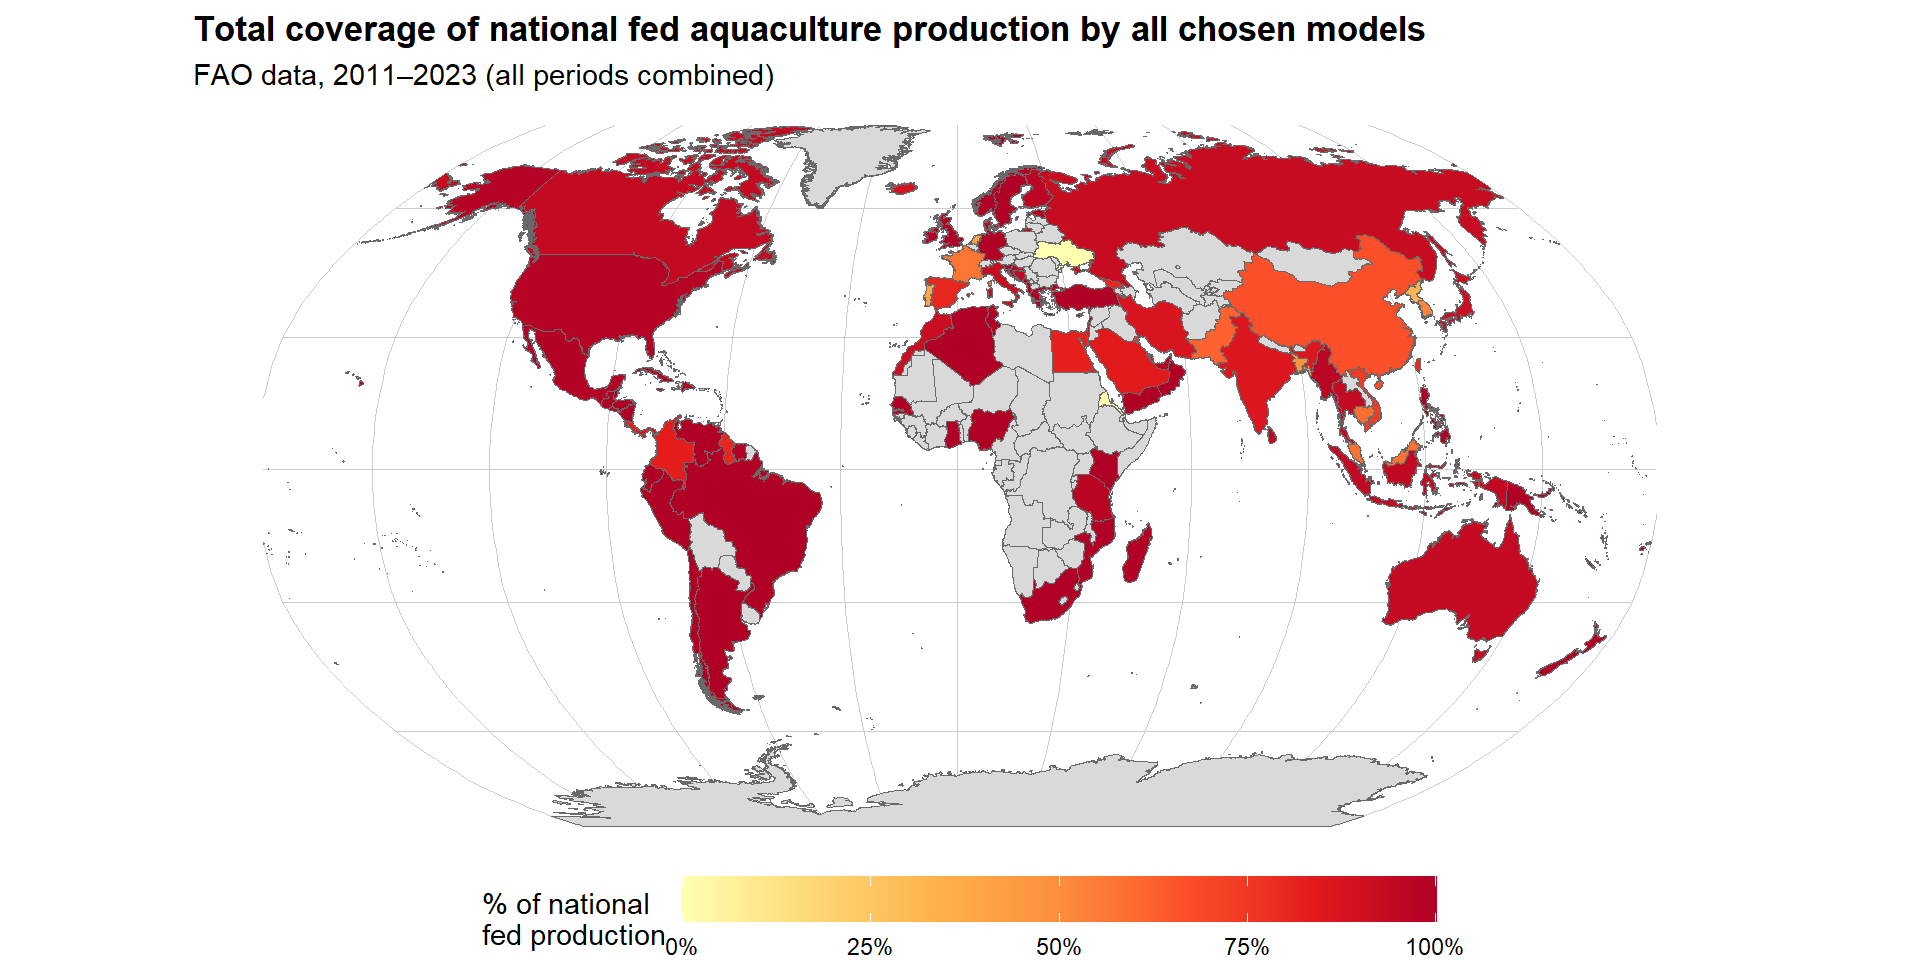 Total coverage of national fed aquaculture production by all chosen models
FAO data, 2011–2023 (all periods combined)
% of national
fed production
0% 25% 50% 75% 100%